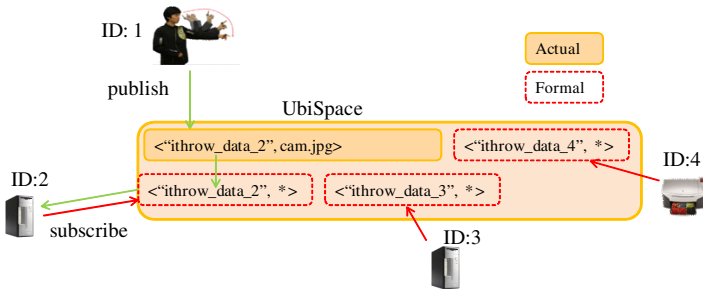 ID: 1
Actual
Formal
publish
UbiSpace
<“ithrow_data_2”, cam.jpg>
<“ithrow_data_4”, *>
ID:4
ID:2
<“ithrow_data_2”, *>
<“ithrow_data_3”, *>
subscribe
ID:3